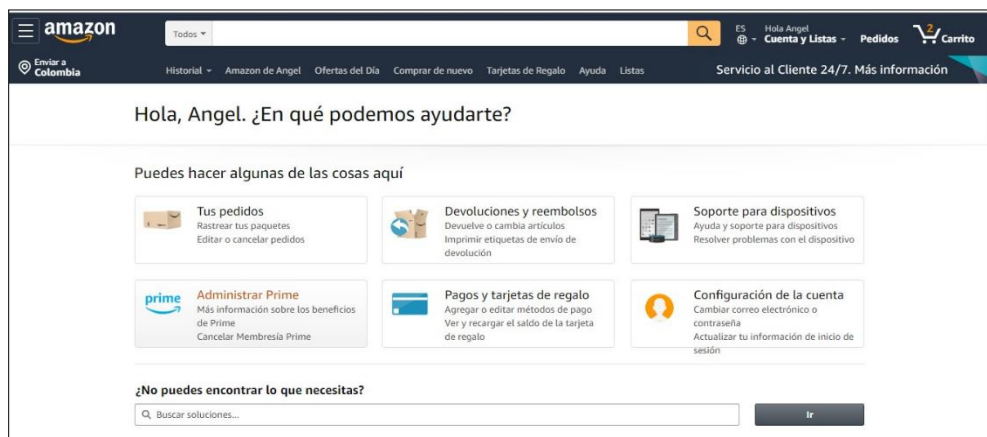 amazon
Todos
ES
Hola Angel
Cuenta y Listas
Pedidos
2
Carrito
Enviar a
Colombia
Historial
Amazon de Angel
Ofertas del Día
Comprar de nuevo
Tarjetas de Regalo
Ayuda
Listas
Servicio al Cliente 24/7. Más información
Hola, Angel. ¿En qué podemos ayudarte?
Puedes hacer algunas de las cosas aquí
Tus pedidos
Rastrear tus paquetes
Editar o cancelar pedidos
Devoluciones y reembolsos
Devuelve o cambia artículos
Imprimir etiquetas de envío de
devolución
Soporte para dispositivos
Ayuda y soporte para dispositivos
Resolver problemas con el dispositivo
prime
Administrar Prime
Más información sobre los beneficios
de Prime
Cancelar Membresía Prime
Pagos y tarjetas de regalo
Agregar o editar métodos de pago
Ver y recargar el saldo de la tarjeta
de regalo
Configuración de la cuenta
Cambiar correo electrónico o
contraseña
Actualizar tu información de inicio de
sesión
¿No puedes encontrar lo que necesitas?
Buscar soluciones...
Ir